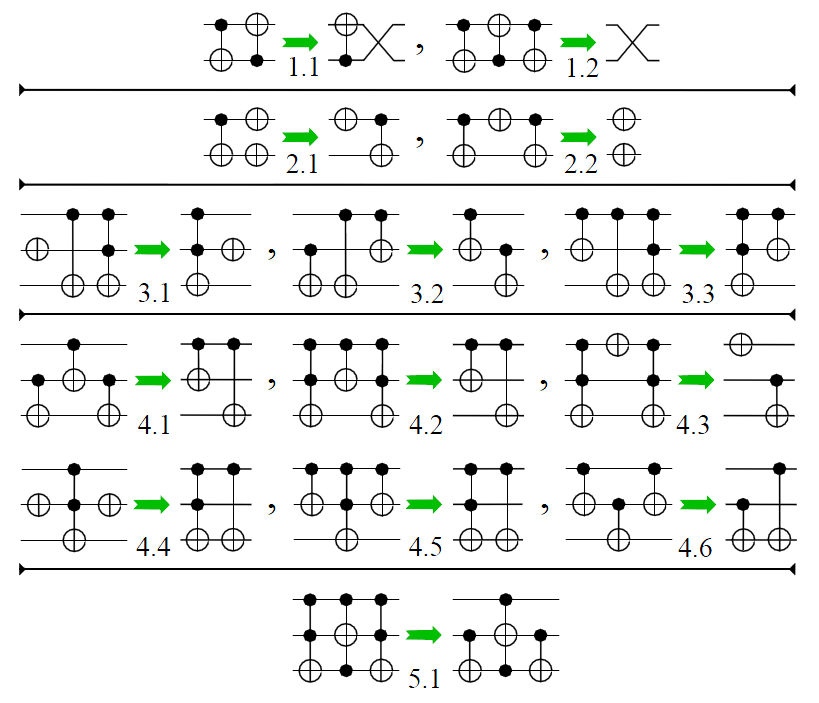 1.1 , 1.2
2.1 , 2.2
3.1 , 3.2 , 3.3
4.1 , 4.2 , 4.3
4.4 , 4.5 , 4.6
5.1